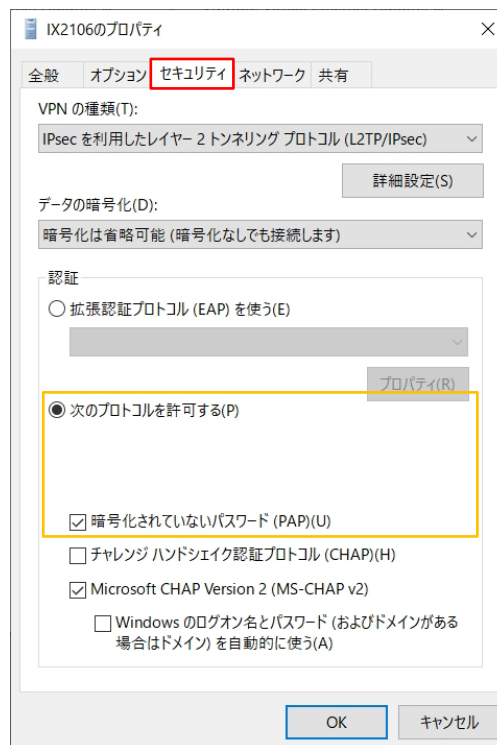 IX2106のプロパティ
全般 オプション セキュリティ ネットワーク 共有
VPN の種類(T):
IPsec を利用したレイヤー 2 トンネリング プロトコル (L2TP/IPsec)
詳細設定(S)
データの暗号化(D):
暗号化は省略可能 (暗号化なしでも接続します)
認証
拡張認証プロトコル (EAP) を使う(E)
プロパティ(R)
次のプロトコルを許可する(P)
暗号化されていないパスワード (PAP)(U)
チャレンジ ハンドシェイク認証プロトコル (CHAP)(H)
Microsoft CHAP Version 2 (MS-CHAP v2)
Windows のログオン名とパスワード (およびドメインがある
場合はドメイン) を自動的に使う(A)
OK キャンセル